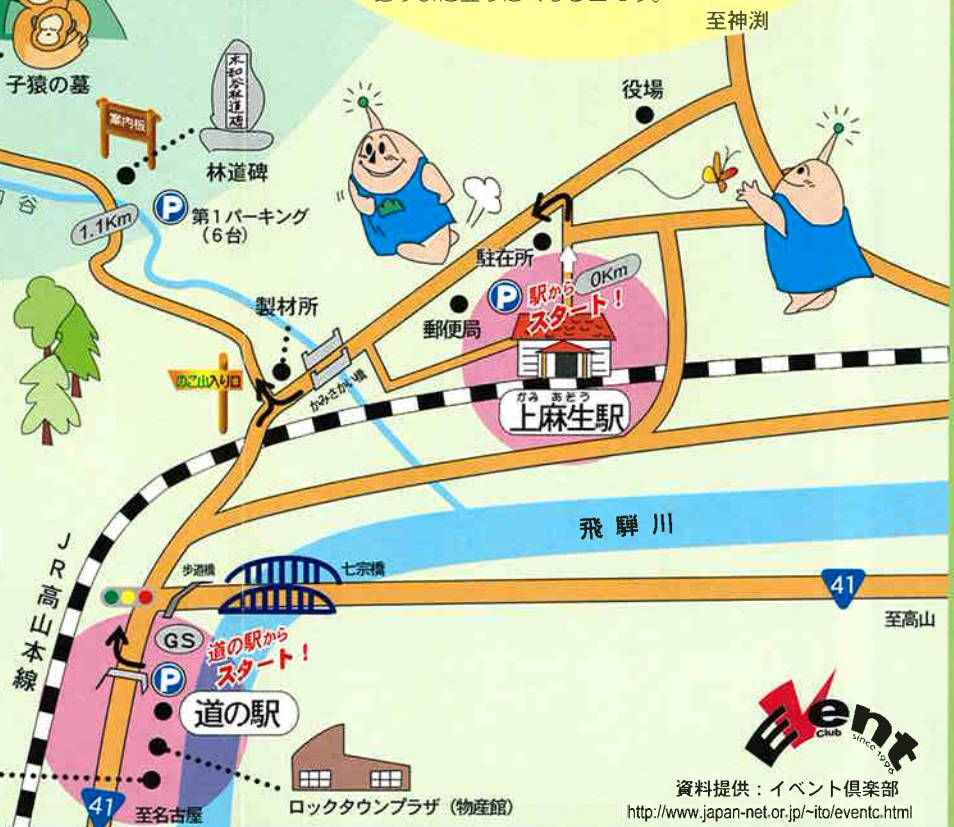 至神渕
子猿の墓
案内板
林道碑
役場
1.1Km
P
第1パーキング
(6台)
駐在所
0Km
P
駅から
スタート!
製材所
郵便局
のこ山入り口
かみさかい橋
かみ あそう
上麻生駅
飛騨川
JR高山本線
歩道橋
七宗橋
41
至高山
GS
道の駅から
スタート!
P
道の駅
ロックタウンプラザ(物産館)
41
至名古屋
Event
Club
since 1996
資料提供:イベント倶楽部
http://www.japan-net.or.jp/~ito/eventc.html